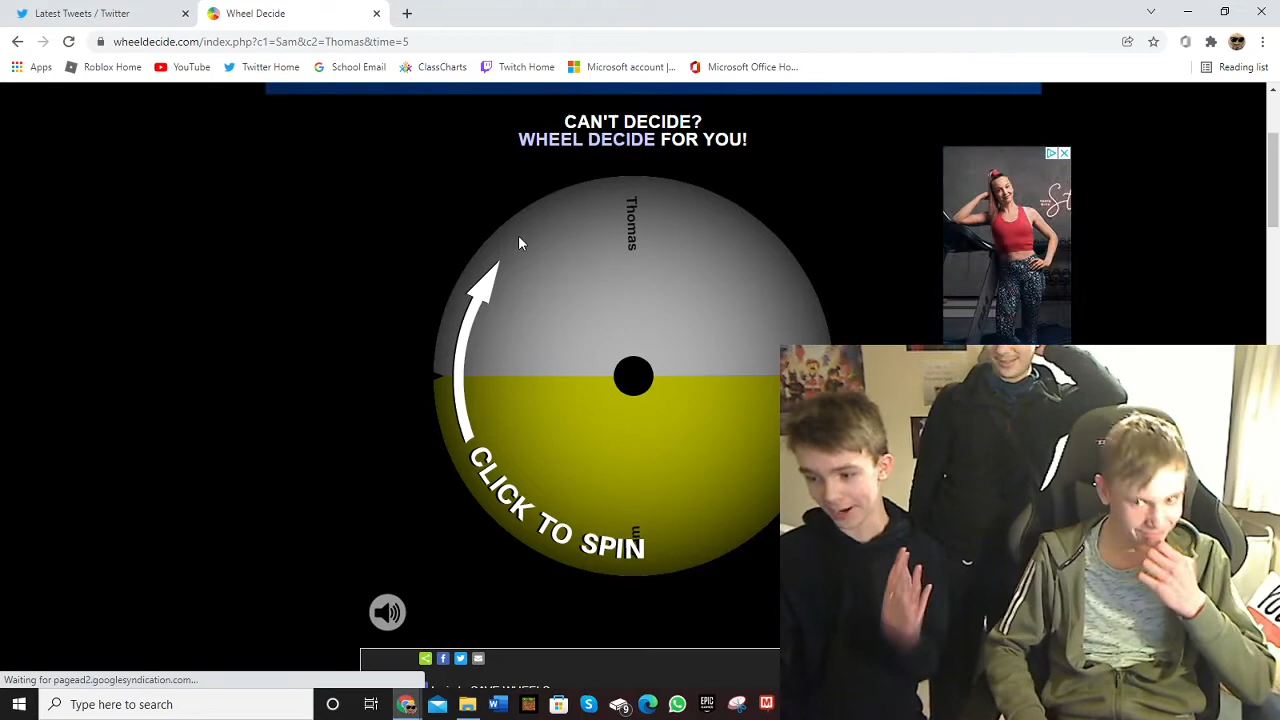 Latest Tweets / Twitter
Wheel Decide
wheeldecide.com/index.php?c1=Sam&c2=Thomas&time=5
Apps
Roblox Home
YouTube
Twitter Home
School Email
ClassCharts
Twitch Home
Microsoft account |...
Microsoft Office Ho...
Reading list
CAN'T DECIDE?
WHEEL DECIDE FOR YOU!
Thomas
CLICK TO SPIN
Waiting for pagead2.googlesyndication.com...
Type here to search
EPIC